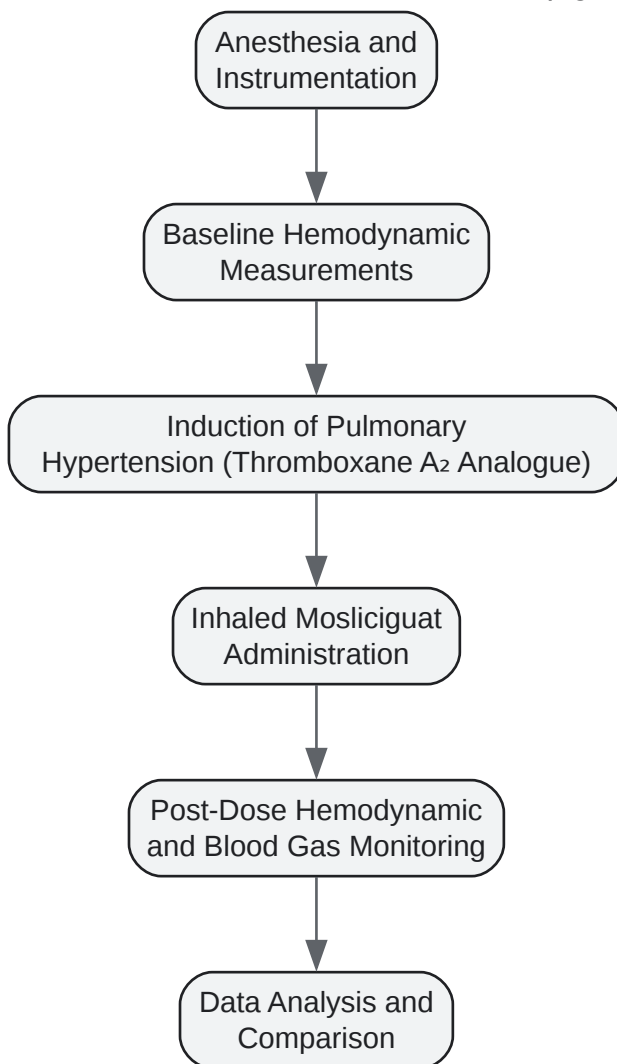 Anesthesia and
Instrumentation
Baseline Hemodynamic
Measurements
Induction of Pulmonary
Hypertension (Thromboxane A₂ Analogue)
Inhaled Mosliciguat
Administration
Post-Dose Hemodynamic
and Blood Gas Monitoring
Data Analysis and
Comparison